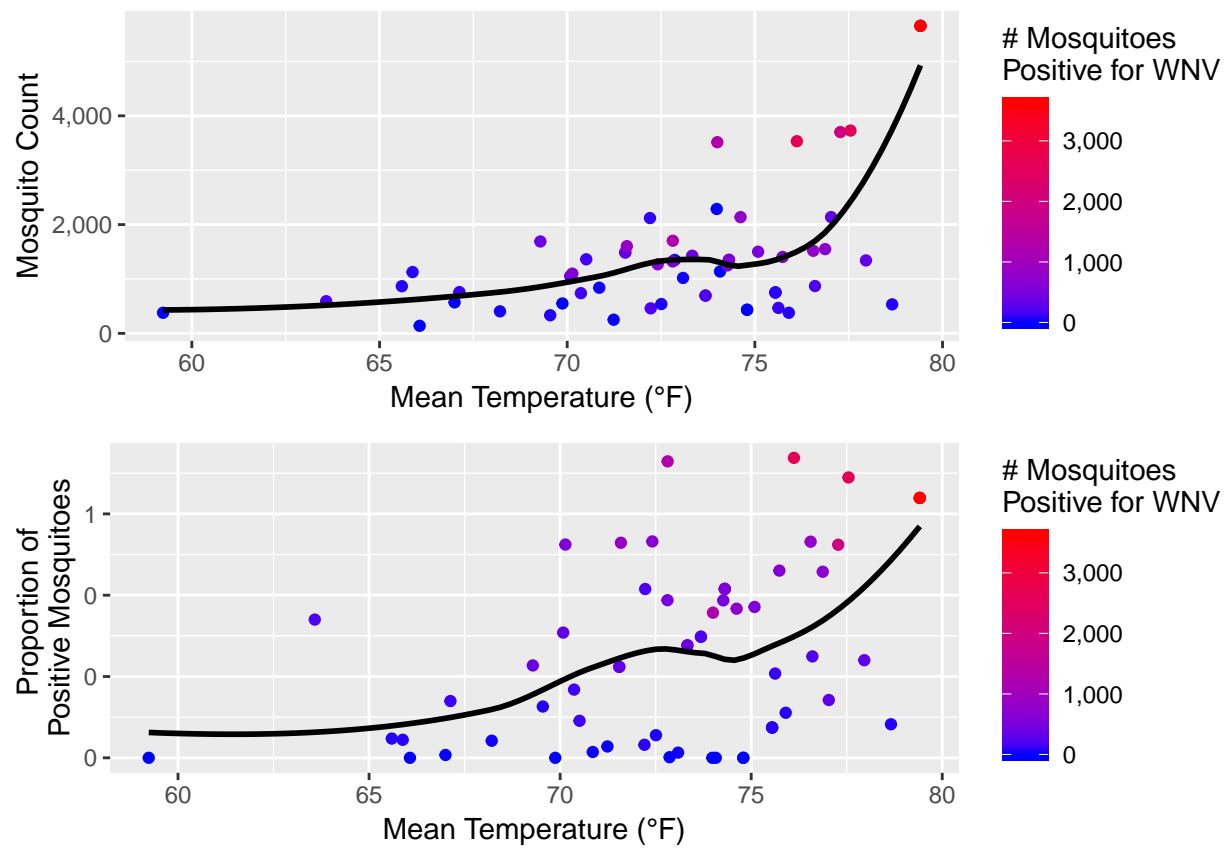 # Mosquitoes
Positive for WNV
Mosquito Count
4,000
2,000
0
3,000
2,000
1,000
0
60 65 70 75 80
Mean Temperature (°F)
# Mosquitoes
Positive for WNV
Proportion of
Positive Mosquitoes
1
0
0
0
3,000
2,000
1,000
0
60 65 70 75 80
Mean Temperature (°F)